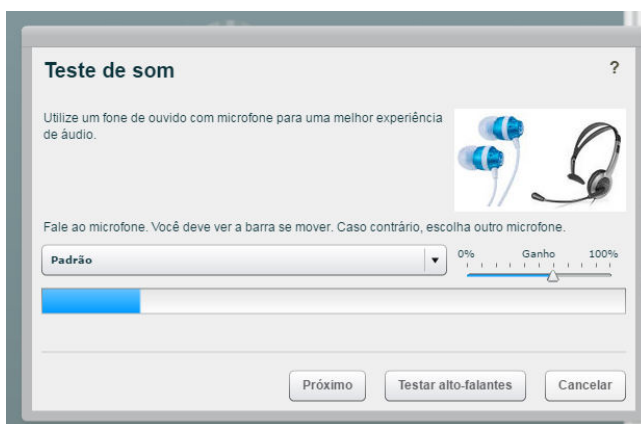 Teste de som
?
Utilize um fone de ouvido com microfone para uma melhor experiência
de áudio.
Fale ao microfone. Você deve ver a barra se mover. Caso contrário, escolha outro microfone.
Padrão
0% Ganho 100%
Próximo
Testar alto-falantes
Cancelar